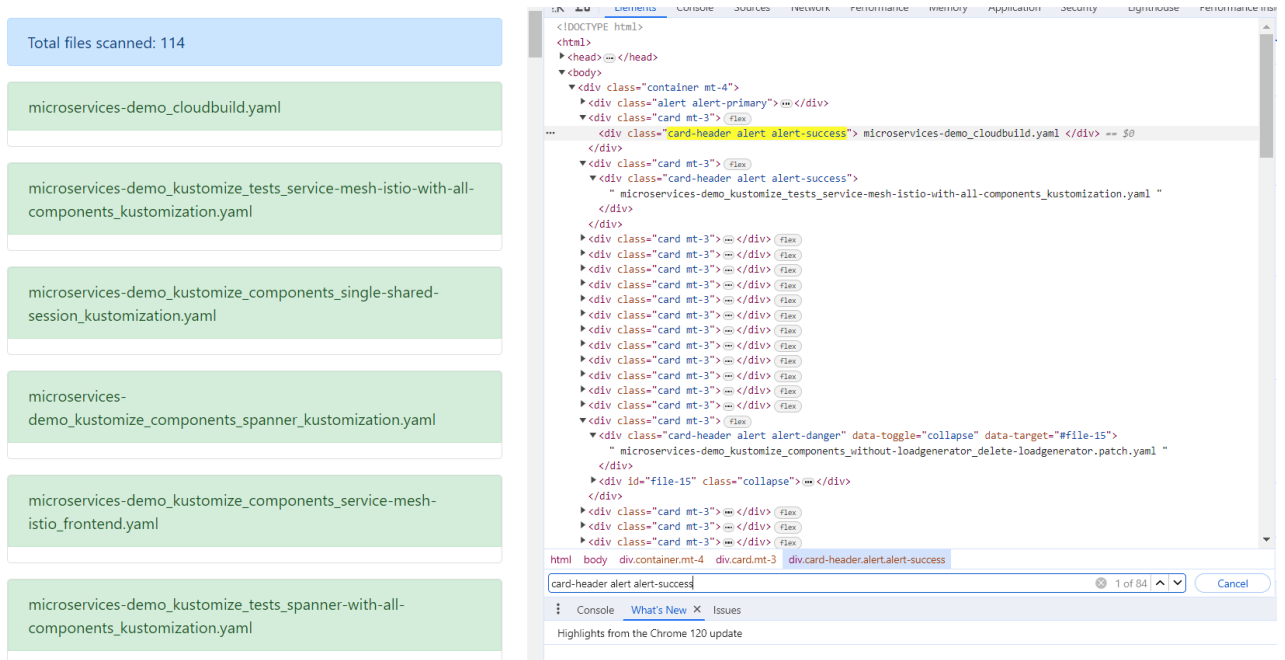 Total files scanned: 114
microservices-demo_cloudbuild.yaml
microservices-demo_kustomize_tests_service-mesh-istio-with-all-
components_kustomization.yaml
microservices-demo_kustomize_components_single-shared-
session_kustomization.yaml
microservices-
demo_kustomize_components_spanner_kustomization.yaml
microservices-demo_kustomize_components_service-mesh-
istio_frontend.yaml
microservices-demo_kustomize_tests_spanner-with-all-
components_kustomization.yaml
Elements Console Sources Network Performance Memory Application Security Lighthouse Performance insi
<!DOCTYPE html>
<html>
<head> … </head>
<body>
<div class="container mt-4">
<div class="alert alert-primary"> … </div>
<div class="card mt-3"> flex
… <div class="card-header alert alert-success"> microservices-demo_cloudbuild.yaml </div> == $0
</div>
<div class="card mt-3"> flex
<div class="card-header alert alert-success">
" microservices-demo_kustomize_tests_service-mesh-istio-with-all-components_kustomization.yaml "
</div>
</div>
<div class="card mt-3"> … </div> flex
<div class="card mt-3"> … </div> flex
<div class="card mt-3"> … </div> flex
<div class="card mt-3"> … </div> flex
<div class="card mt-3"> … </div> flex
<div class="card mt-3"> … </div> flex
<div class="card mt-3"> … </div> flex
<div class="card mt-3"> … </div> flex
<div class="card mt-3"> … </div> flex
<div class="card mt-3"> … </div> flex
<div class="card mt-3"> … </div> flex
<div class="card mt-3"> … </div> flex
<div class="card mt-3"> flex
<div class="card-header alert alert-danger" data-toggle="collapse" data-target="#file-15">
" microservices-demo_kustomize_components_without-loadgenerator_delete-loadgenerator.patch.yaml "
</div>
<div id="file-15" class="collapse"> … </div>
</div>
<div class="card mt-3"> … </div> flex
<div class="card mt-3"> … </div> flex
<div class="card mt-3"> … </div> flex
html body div.container.mt-4 div.card.mt-3 div.card-header.alert.alert-success
card-header alert alert-success 1 of 84 Cancel
Console What's New Issues
Highlights from the Chrome 120 update